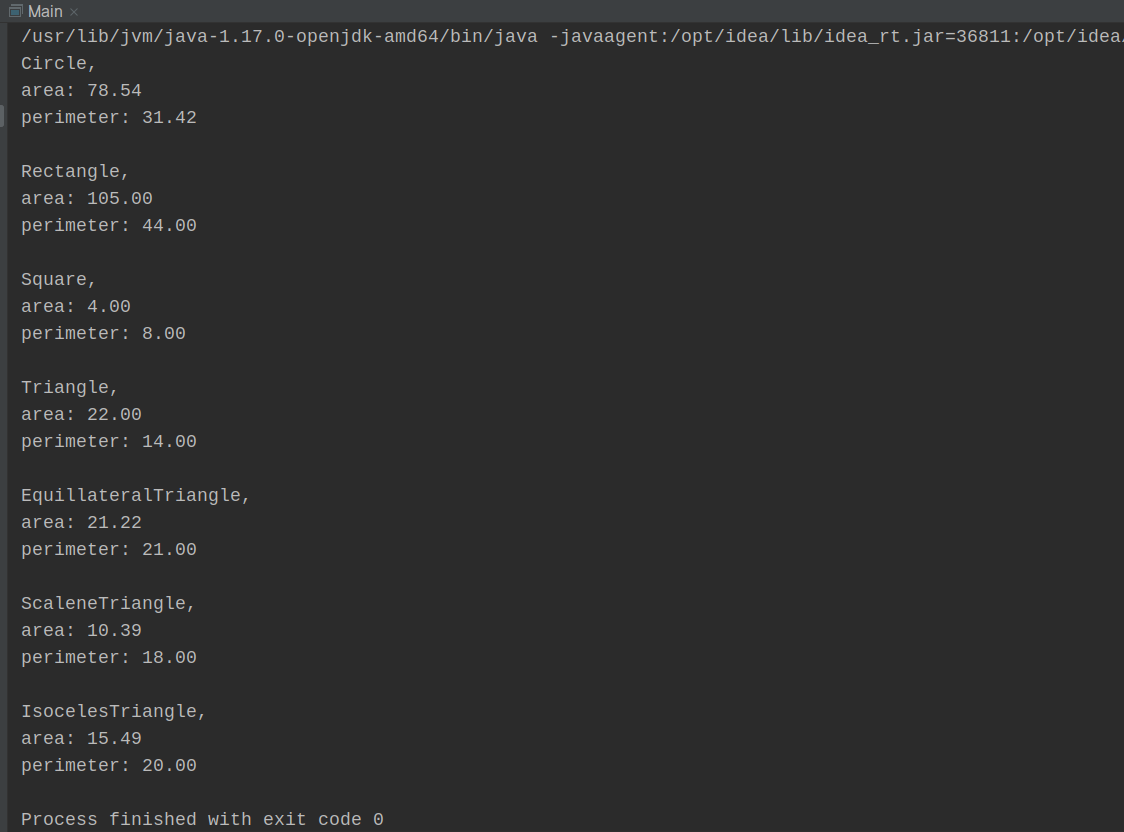 Main ×
/usr/lib/jvm/java-1.17.0-openjdk-amd64/bin/java -javaagent:/opt/idea/lib/idea_rt.jar=36811:/opt/idea/
Circle,
area: 78.54
perimeter: 31.42
Rectangle,
area: 105.00
perimeter: 44.00
Square,
area: 4.00
perimeter: 8.00
Triangle,
area: 22.00
perimeter: 14.00
EquillateralTriangle,
area: 21.22
perimeter: 21.00
ScaleneTriangle,
area: 10.39
perimeter: 18.00
IsocelesTriangle,
area: 15.49
perimeter: 20.00
Process finished with exit code 0